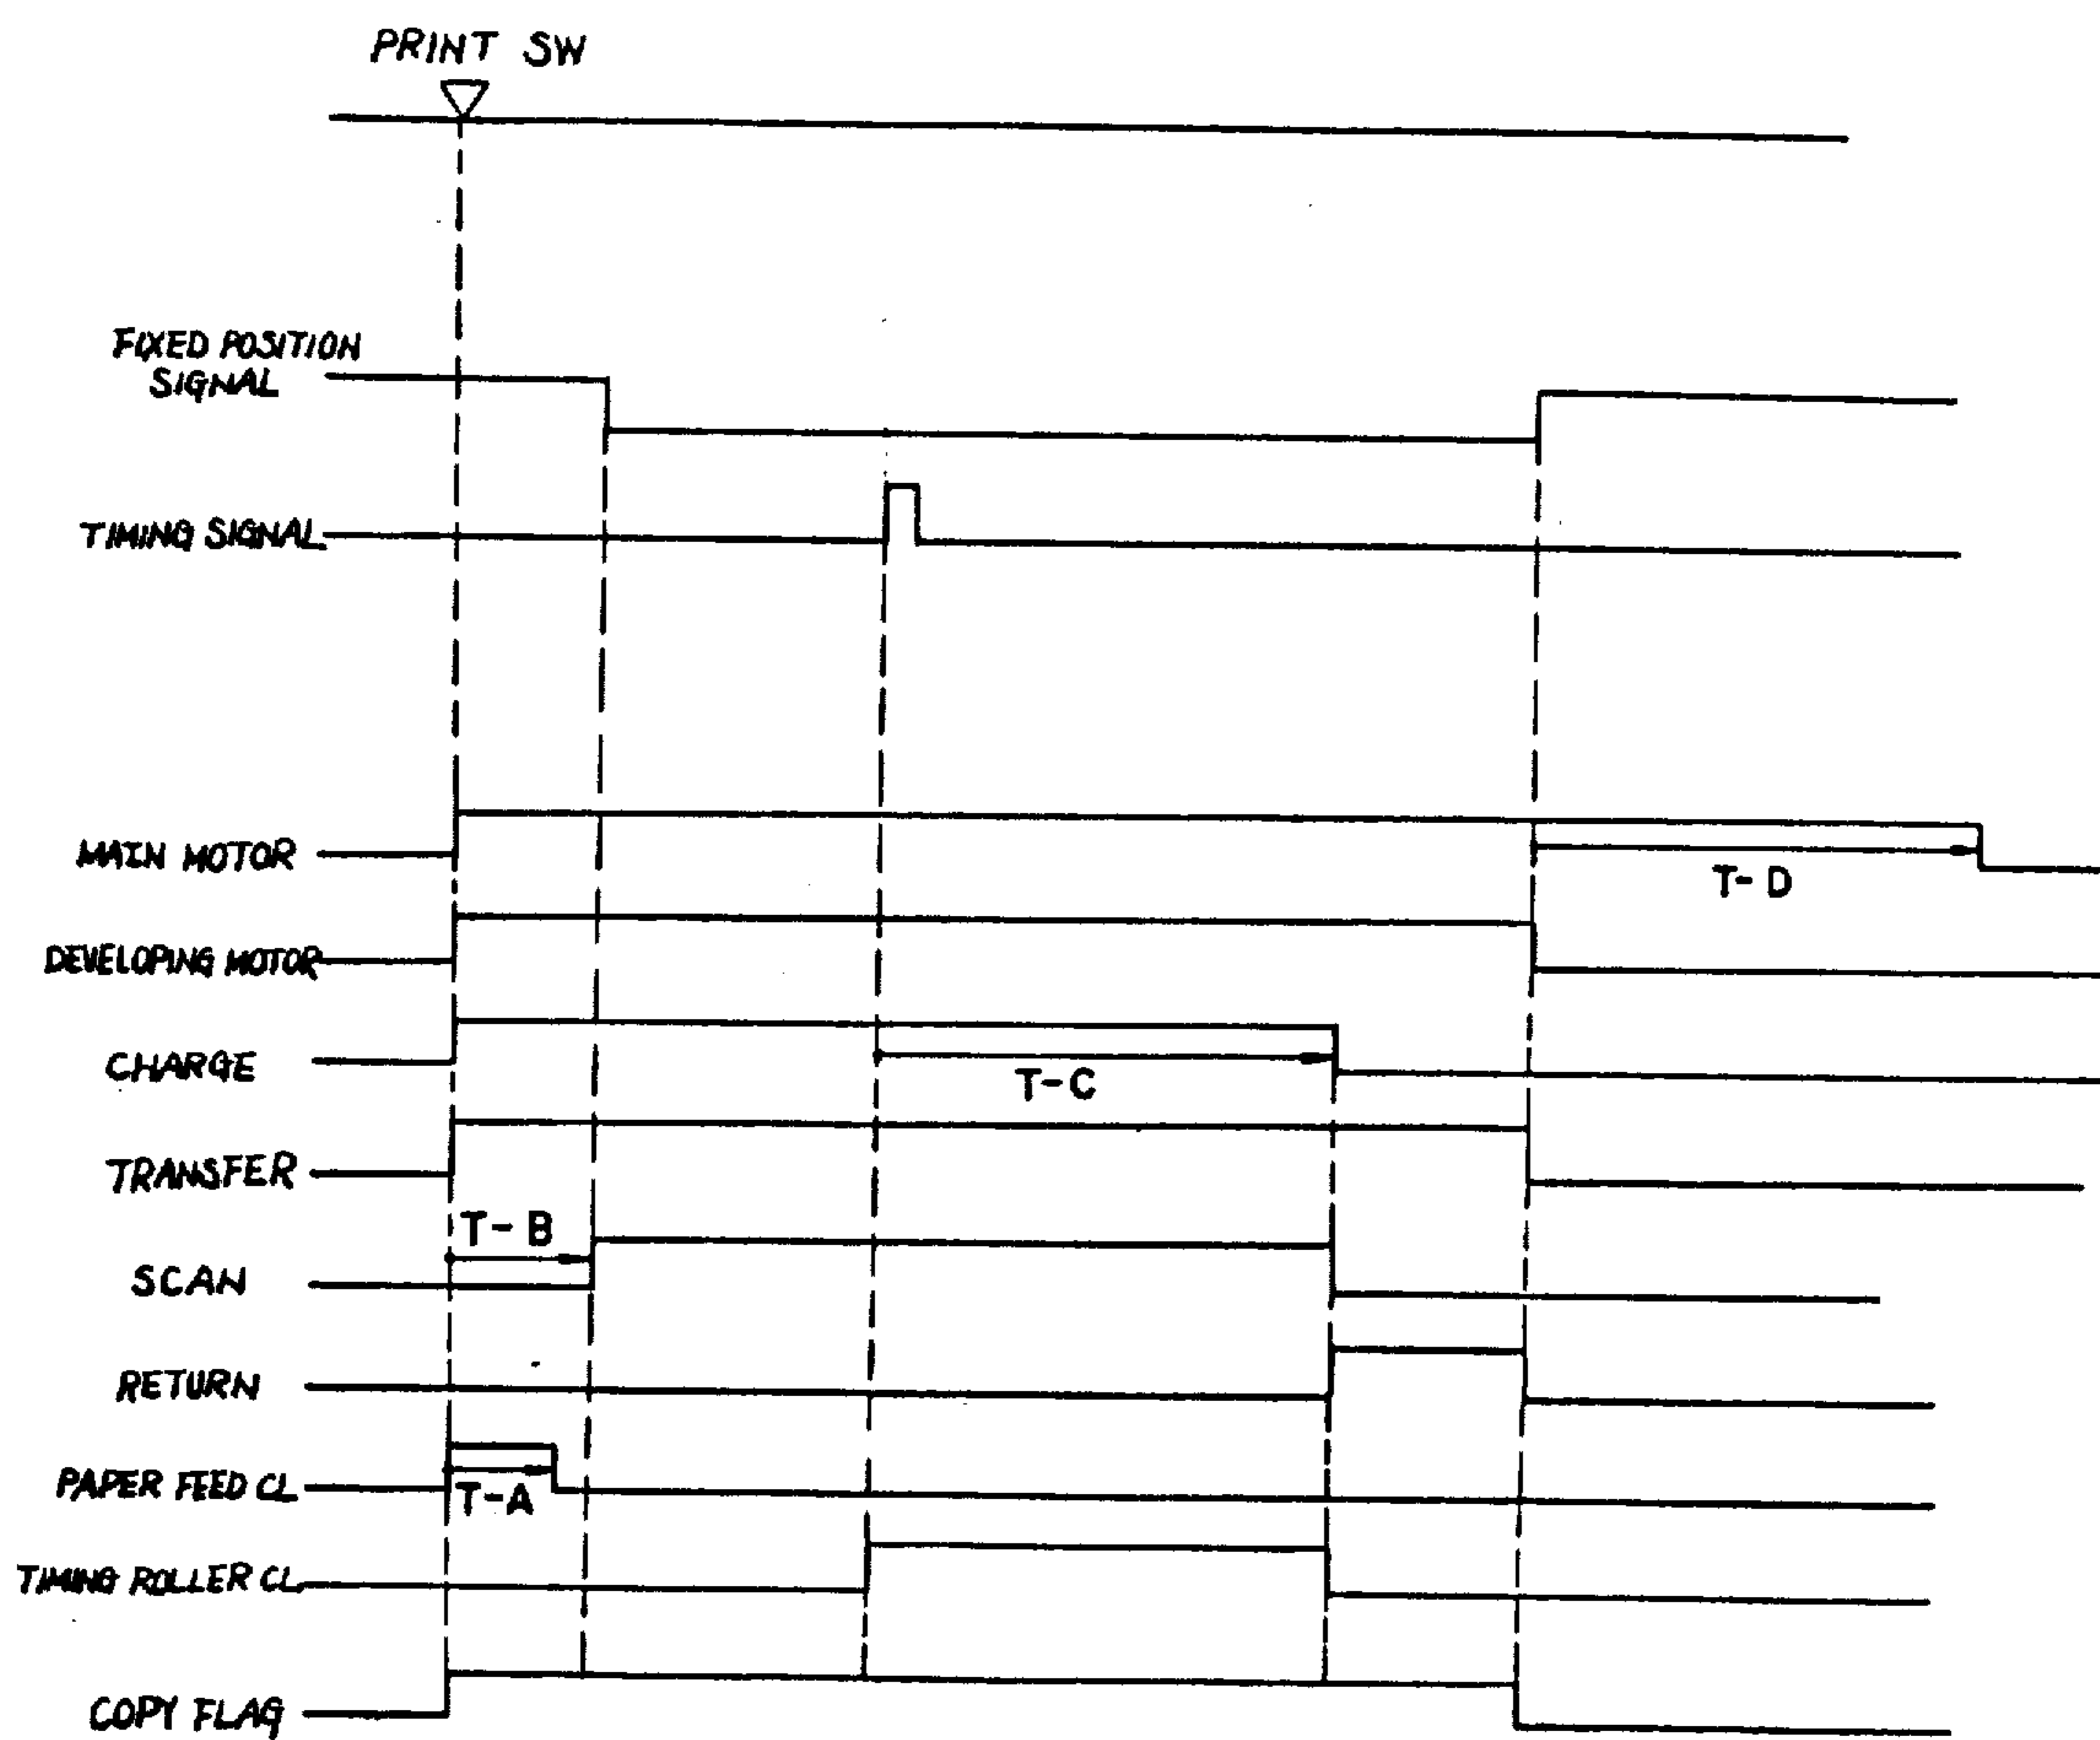 PRINT SW
FIXED POSITION
SIGNAL
TIMING SIGNAL
MAIN MOTOR
T-D
DEVELOPING MOTOR
CHARGE
T-C
TRANSFER
T-B
SCAN
RETURN
PAPER FEED CL
T-A
TIMING ROLLER CL
COPY FLAG